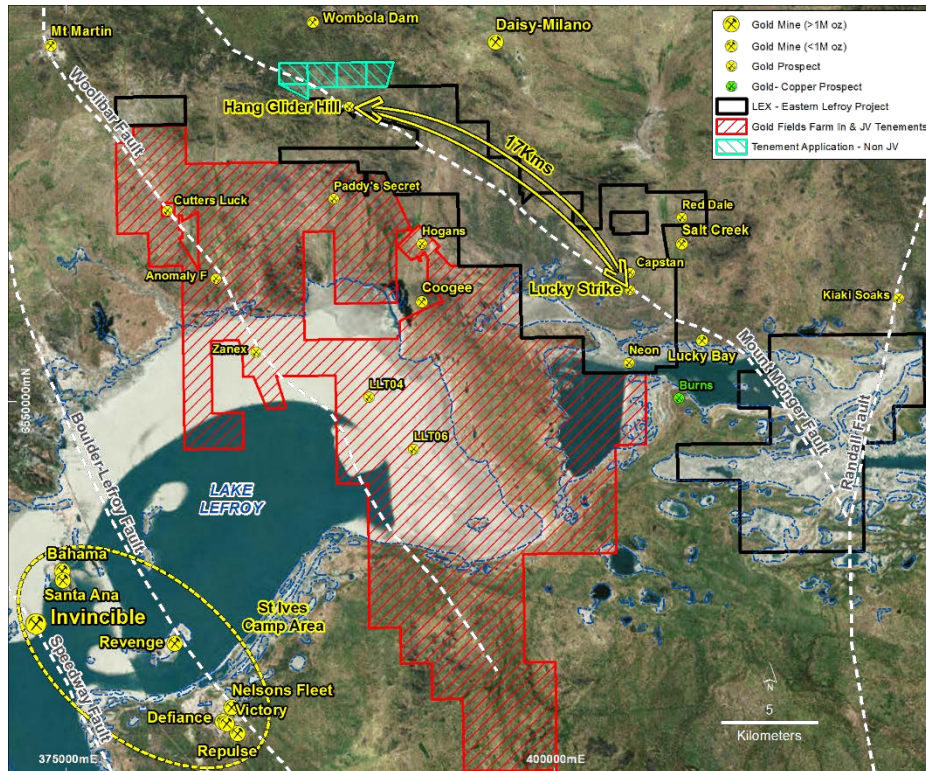 Mt Martin
Wombola Dam
Daisy-Milano
Gold Mine (>1M oz)
Gold Mine (<1M oz)
Gold Prospect
Gold- Copper Prospect
LEX - Eastern Lefroy Project
Gold Fields Farm In & JV Tenements
Tenement Application - Non JV
Woolibar Fault
Hang Glider Hill
17Kms
Cutters Luck
Paddy's Secret
Red Dale
Hogans
Salt Creek
Anomaly F
Coogee
Capstan
Lucky Strike
Kiaki Soaks
Zanex
Neon
Lucky Bay
Mount Monger Fault
LLT04
Burns
6550000mN
LLT06
Boulder-Lefroy Fault
Randall Fault
LAKE
LEFROY
Bahama
Santa Ana
Invincible
St Ives
Camp Area
Revenge
Speedway Fault
Nelsons Fleet
Victory
Defiance
Repulse
N
5
Kilometers
375000mE
400000mE